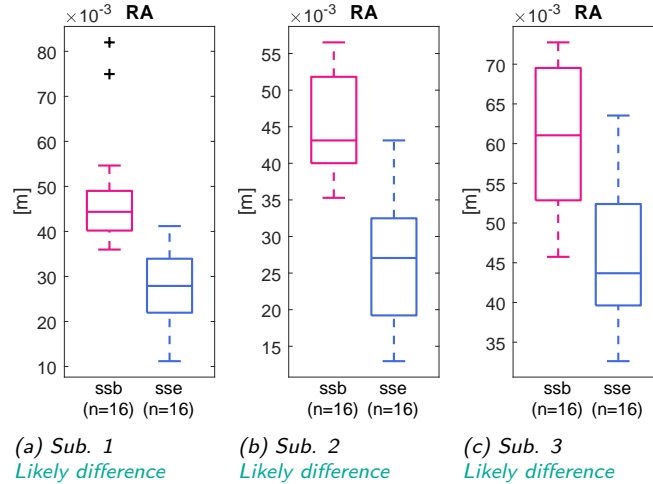 × 10⁻³ RA
80
70
60
50
40
30
20
10
[m]
ssb sse
(n=16) (n=16)
(a) Sub. 1
Likely difference
× 10⁻³ RA
55
50
45
40
35
30
25
20
15
[m]
ssb sse
(n=16) (n=16)
(b) Sub. 2
Likely difference
× 10⁻³ RA
70
65
60
55
50
45
40
35
[m]
ssb sse
(n=16) (n=16)
(c) Sub. 3
Likely difference